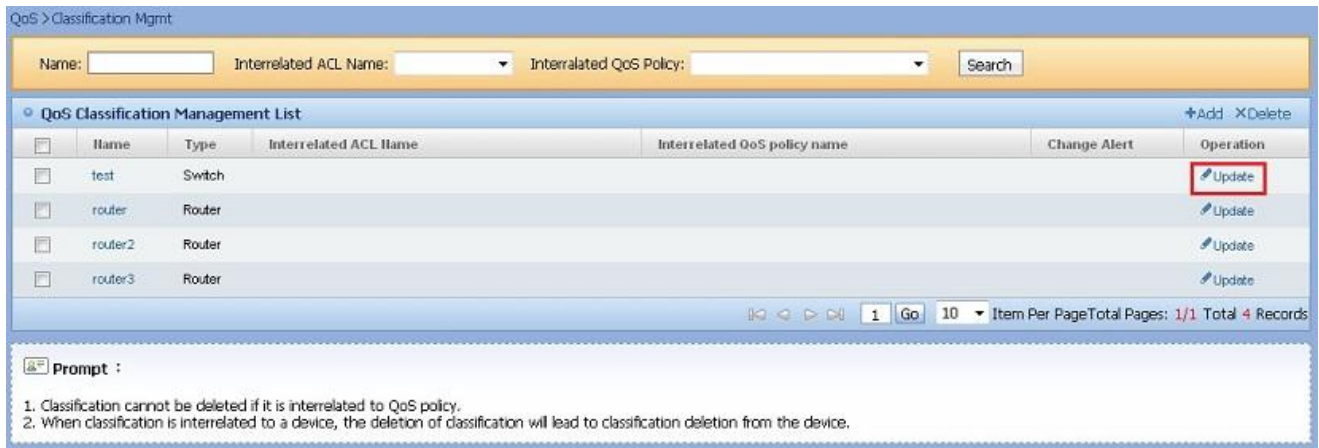 QoS >Classification Mgmt
Name: Interrelated ACL Name: Interralated QoS Policy: Search
QoS Classification Management List +Add ×Delete
Name Type Interrelated ACL Name Interrelated QoS policy name Change Alert Operation
test Switch Update
router Router Update
router2 Router Update
router3 Router Update
1 Go 10 Item Per PageTotal Pages: 1/1 Total 4 Records
Prompt :
1. Classification cannot be deleted if it is interrelated to QoS policy.
2. When classification is interrelated to a device, the deletion of classification will lead to classification deletion from the device.